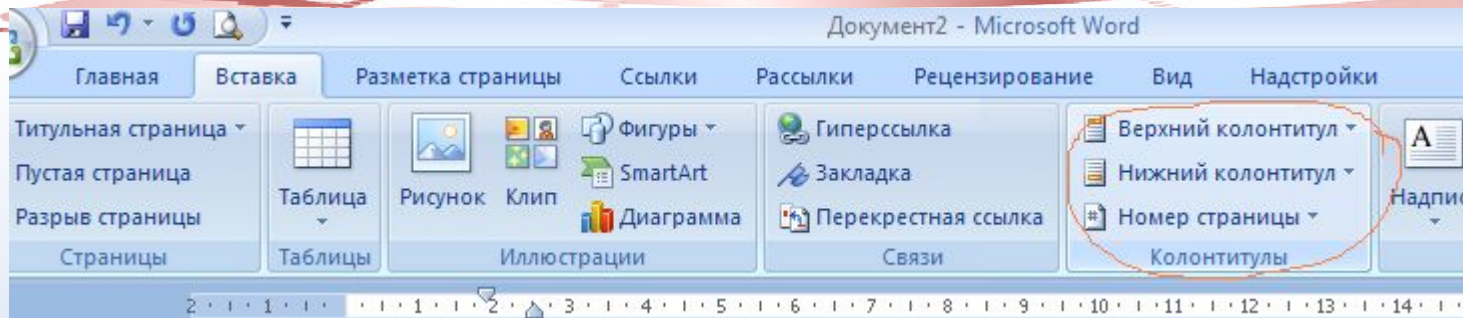 Документ2 - Microsoft Word
Главная Вставка Разметка страницы Ссылки Рассылки Рецензирование Вид Надстройки
Титульная страница
Пустая страница
Разрыв страницы
Страницы
Таблица
Таблицы
Рисунок Клип
Фигуры
SmartArt
Диаграмма
Иллюстрации
Гиперссылка
Закладка
Перекрестная ссылка
Связи
Верхний колонтитул
Нижний колонтитул
Номер страницы
Колонтитулы
A
Надпис
2 1 1 2 3 4 5 6 7 8 9 10 11 12 13 14